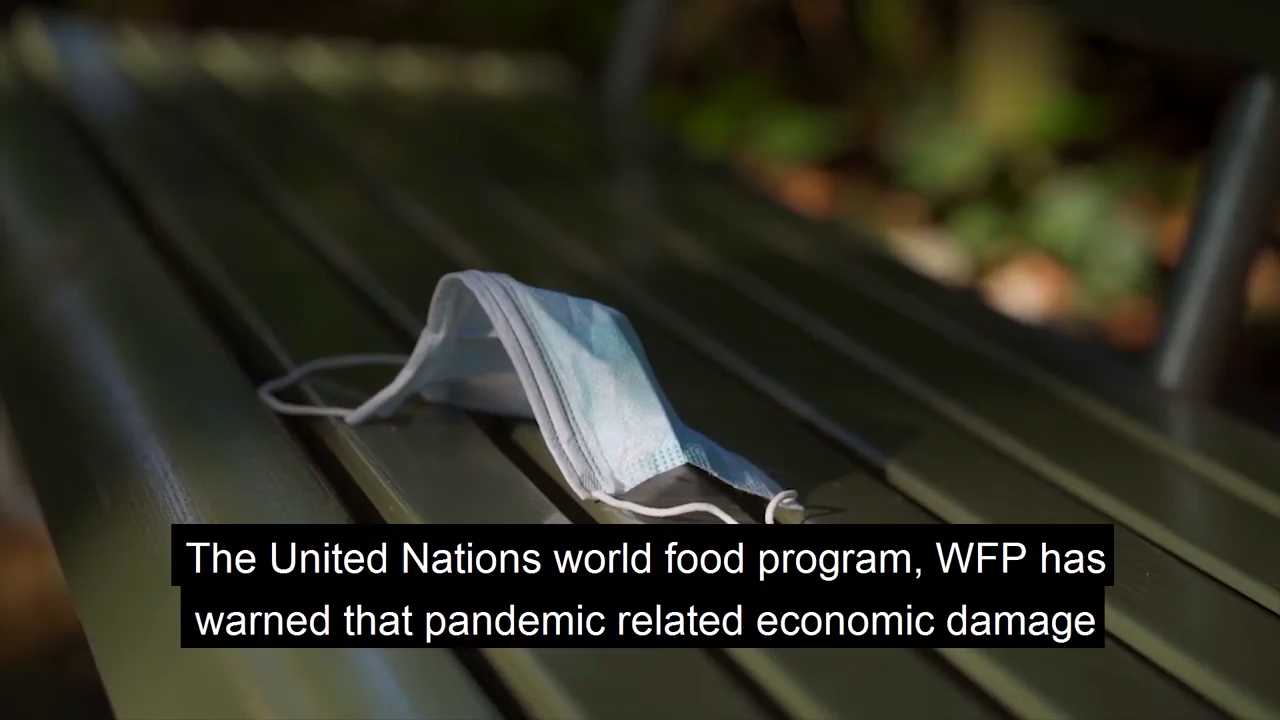 The United Nations world food program, WFP has
warned that pandemic related economic damage